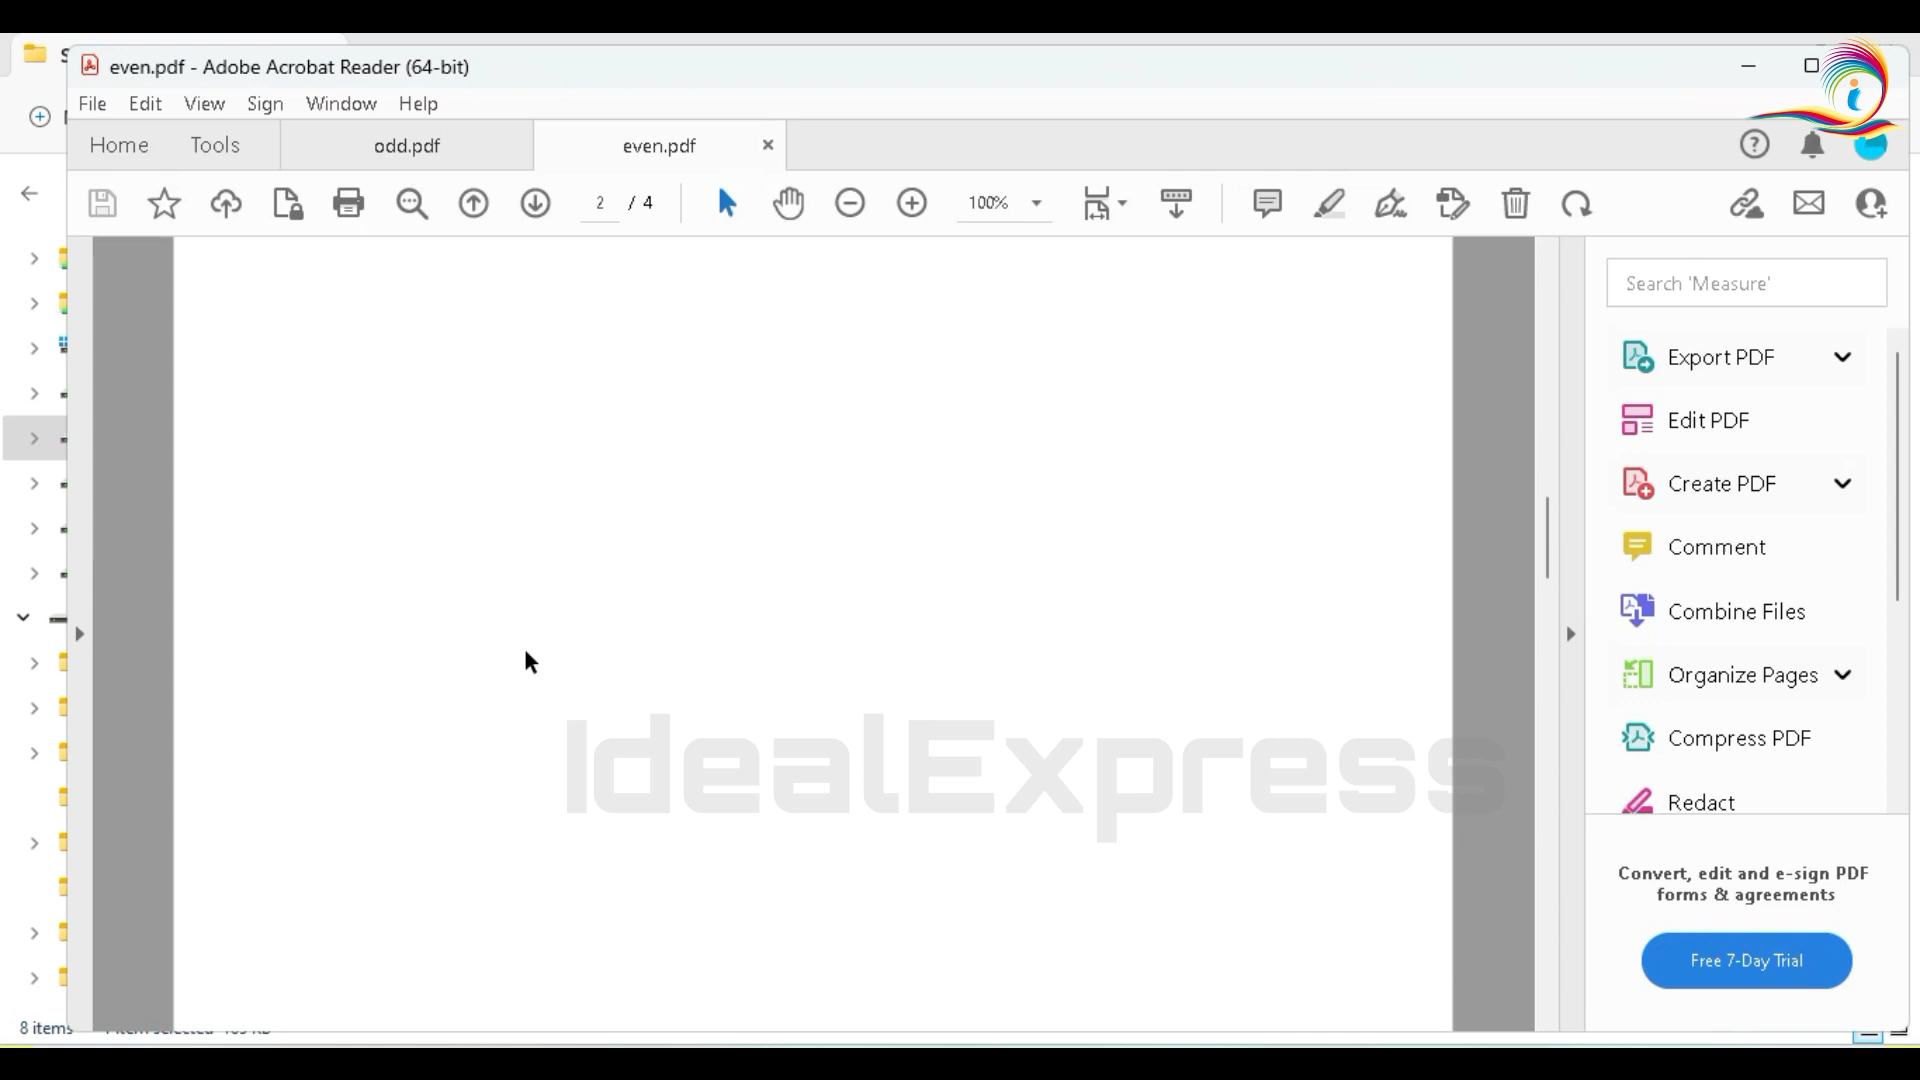 even.pdf - Adobe Acrobat Reader (64-bit)
File Edit View Sign Window Help
Home Tools odd.pdf even.pdf
2 / 4 100%
Search 'Measure'
Export PDF
Edit PDF
Create PDF
Comment
Combine Files
Organize Pages
Compress PDF
Redact
IdealExpress
Convert, edit and e-sign PDF
forms & agreements
Free 7-Day Trial
8 items